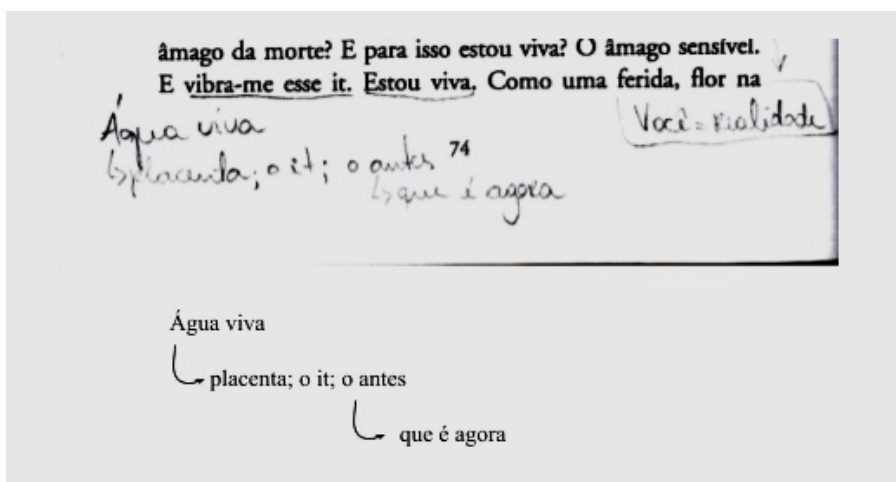 âmago da morte? E para isso estou viva? O âmago sensível.
E vibra-me esse it. Estou viva. Como uma ferida, flor na
Água viva
Você = realidade
↳ placenta; o it; o antes
74
↳ que é agora
Água viva
placenta; o it; o antes
que é agora